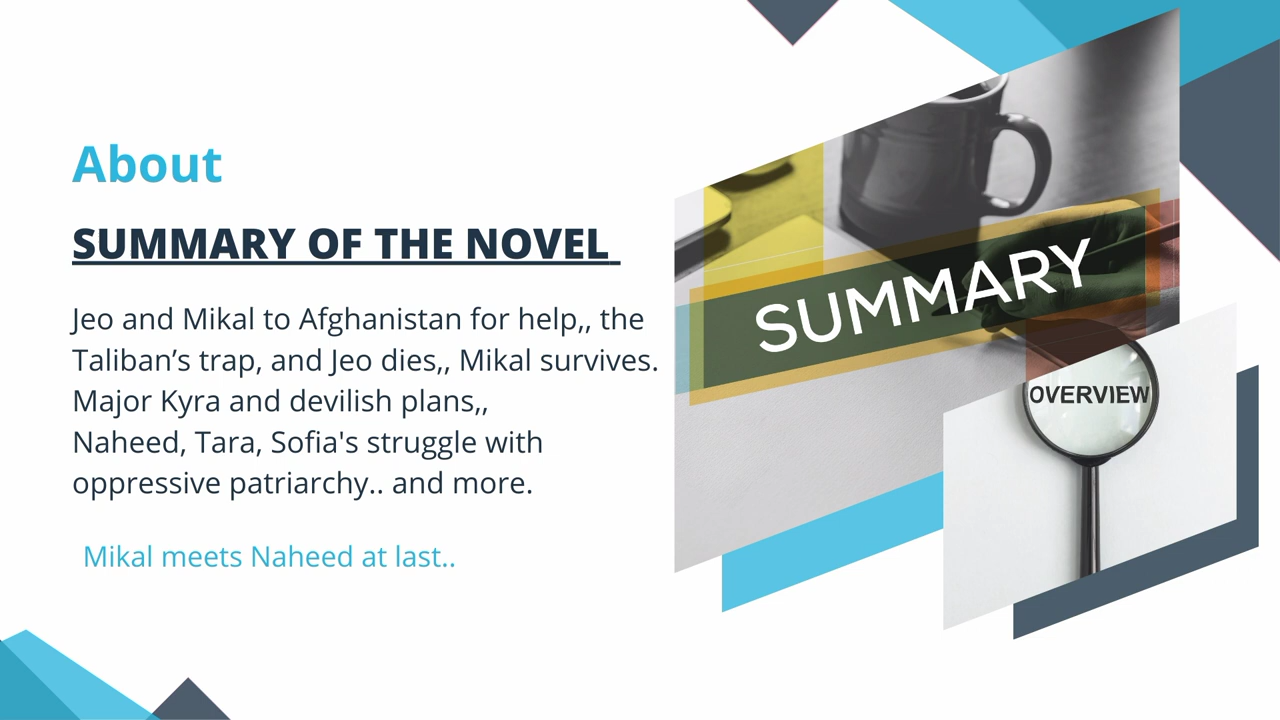 About
SUMMARY OF THE NOVEL
Jeo and Mikal to Afghanistan for help,, the
Taliban’s trap, and Jeo dies,, Mikal survives.
Major Kyra and devilish plans,,
Naheed, Tara, Sofia's struggle with
oppressive patriarchy.. and more.
Mikal meets Naheed at last..
SUMMARY
OVERVIEW